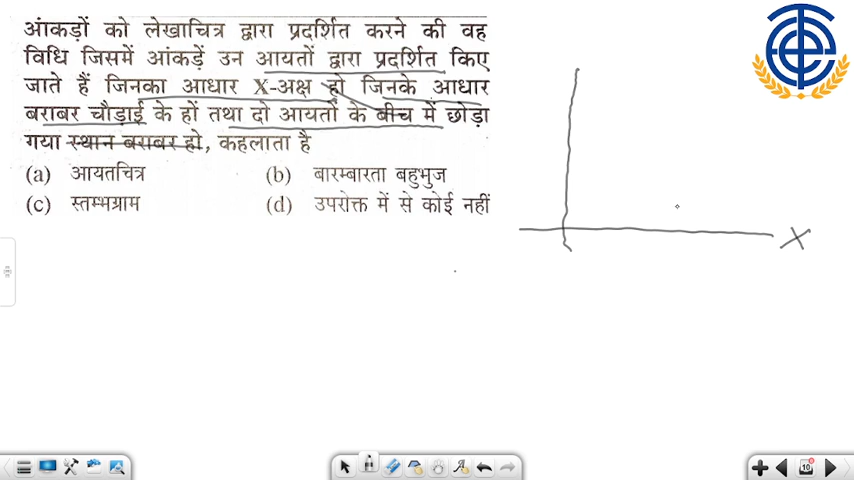 आंकड़ों को लेखाचित्र द्वारा प्रदर्शित करने की वह
विधि जिसमें आंकड़ें उन आयतों द्वारा प्रदर्शित किए
जाते हैं जिनका आधार X-अक्ष हो जिनके आधार
बराबर चौड़ाई के हों तथा दो आयतों के बीच में छोड़ा
गया स्थान बराबर हो, कहलाता है
(a) आयतचित्र (b) बारम्बारता बहुभुज
(c) स्तम्भग्राम (d) उपरोक्त में से कोई नहीं
X
10